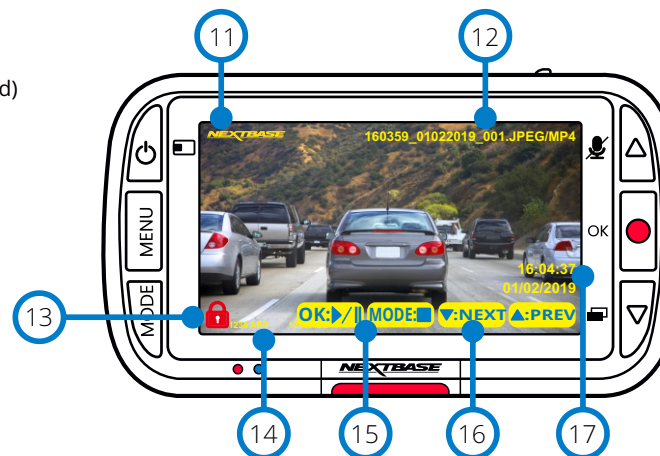 11
12
d)
NEXTBASE
160359_01022019_001.JPEG/MP4
MENU
OK
16:04:37
01/02/2019
MODE
13
OK:▶/⏸ MODE:■ ▼:NEXT ▲:PREV
NEXTBASE
14
15
16
17